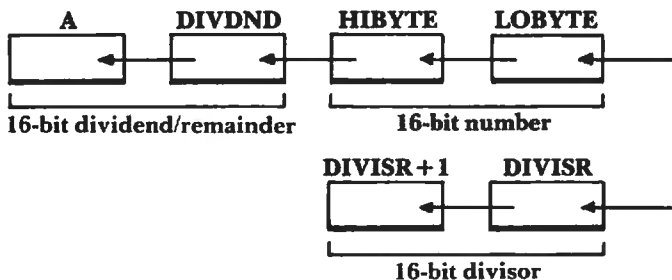 A DIVDND HIBYTE LOBYTE
16-bit dividend/remainder 16-bit number
DIVISR+1 DIVISR
16-bit divisor